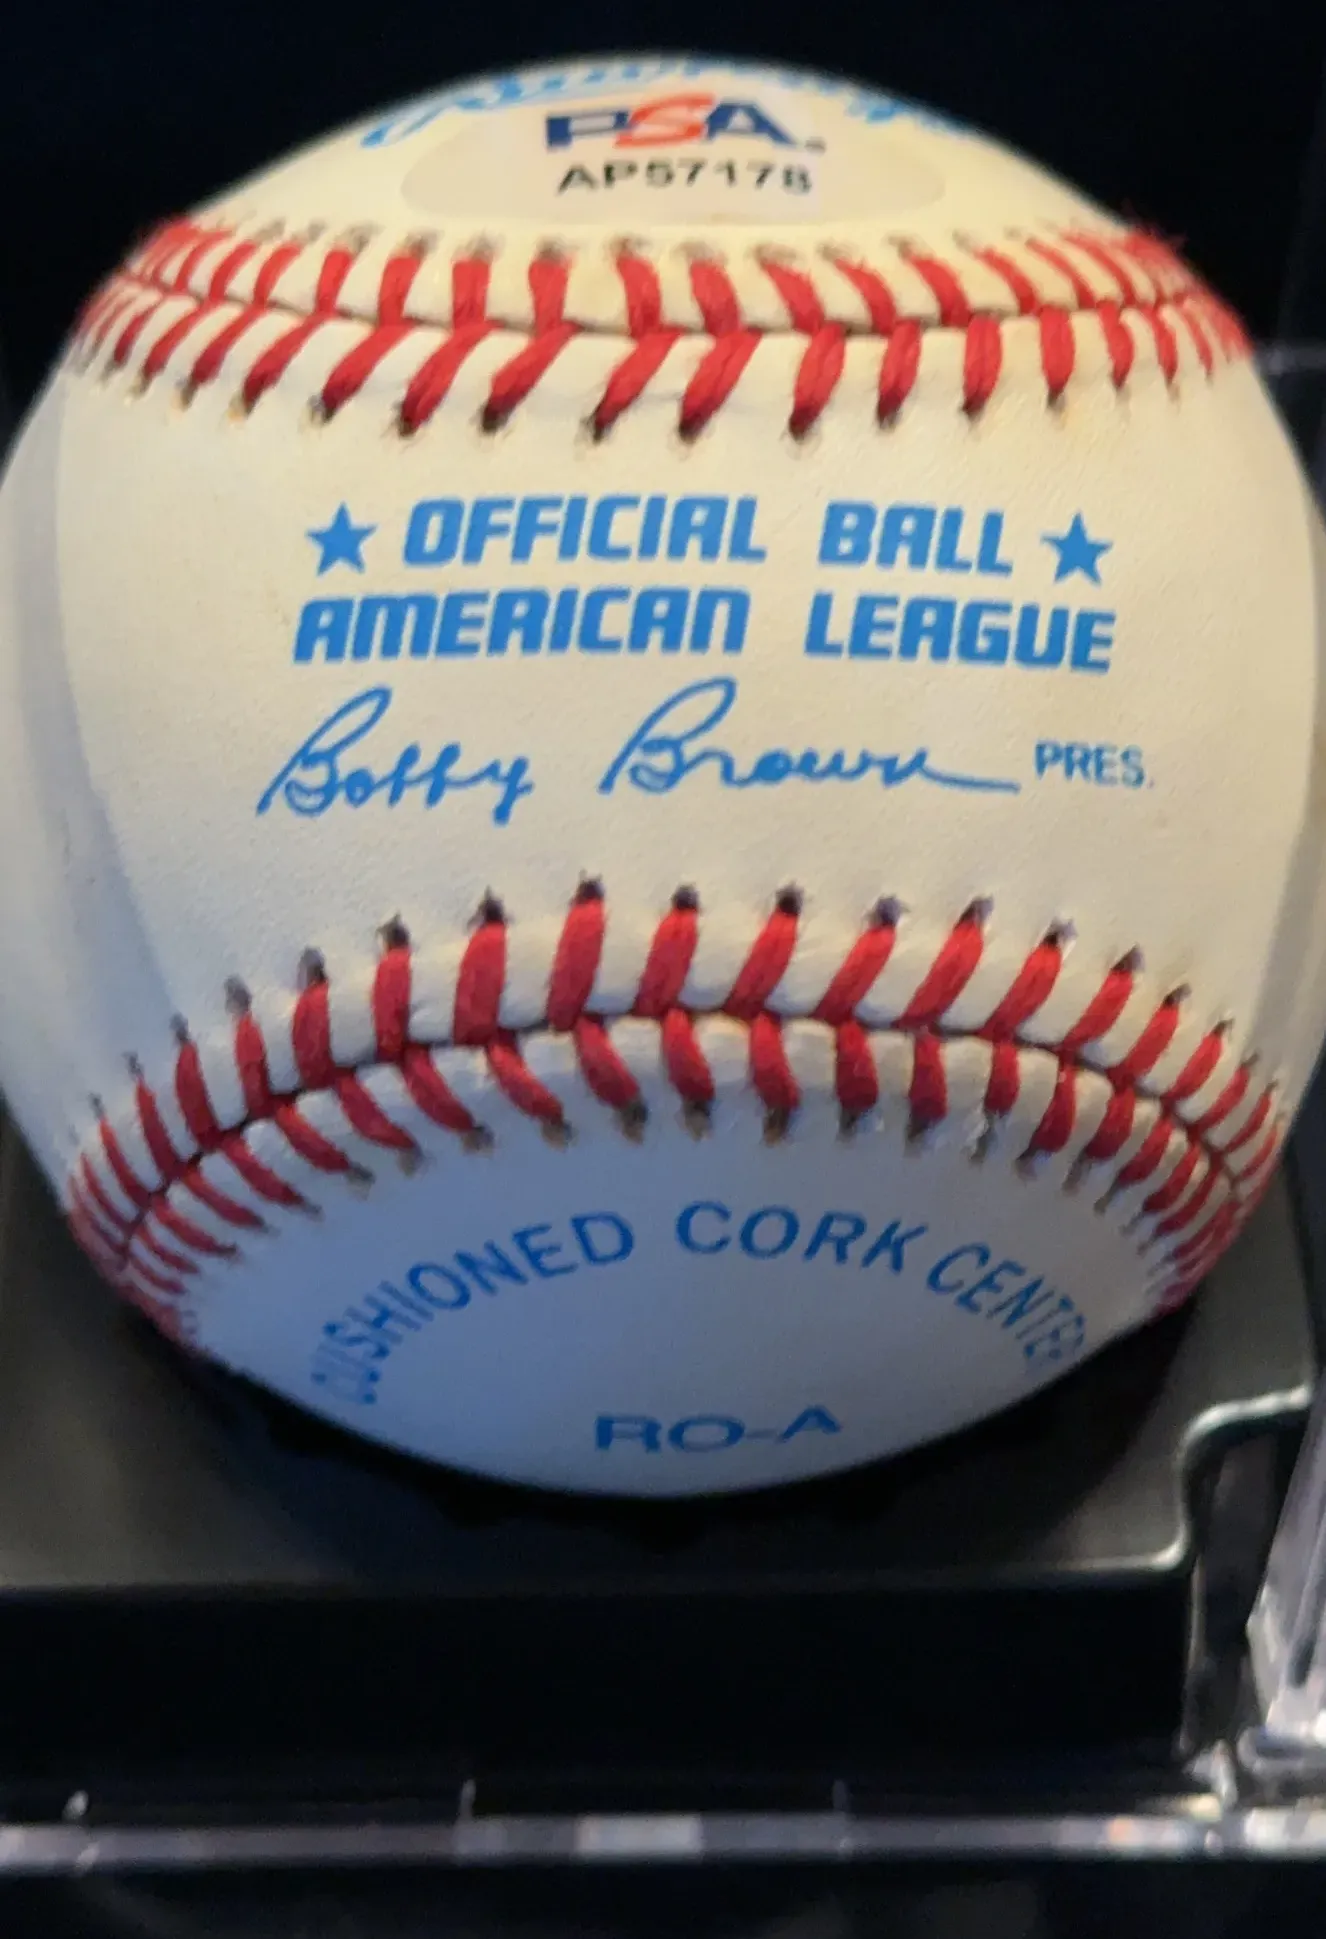 PSA
AP57178
★ OFFICIAL BALL ★
AMERICAN LEAGUE
Bobby Brown PRES.
CUSHIONED CORK CENTER
RO-A